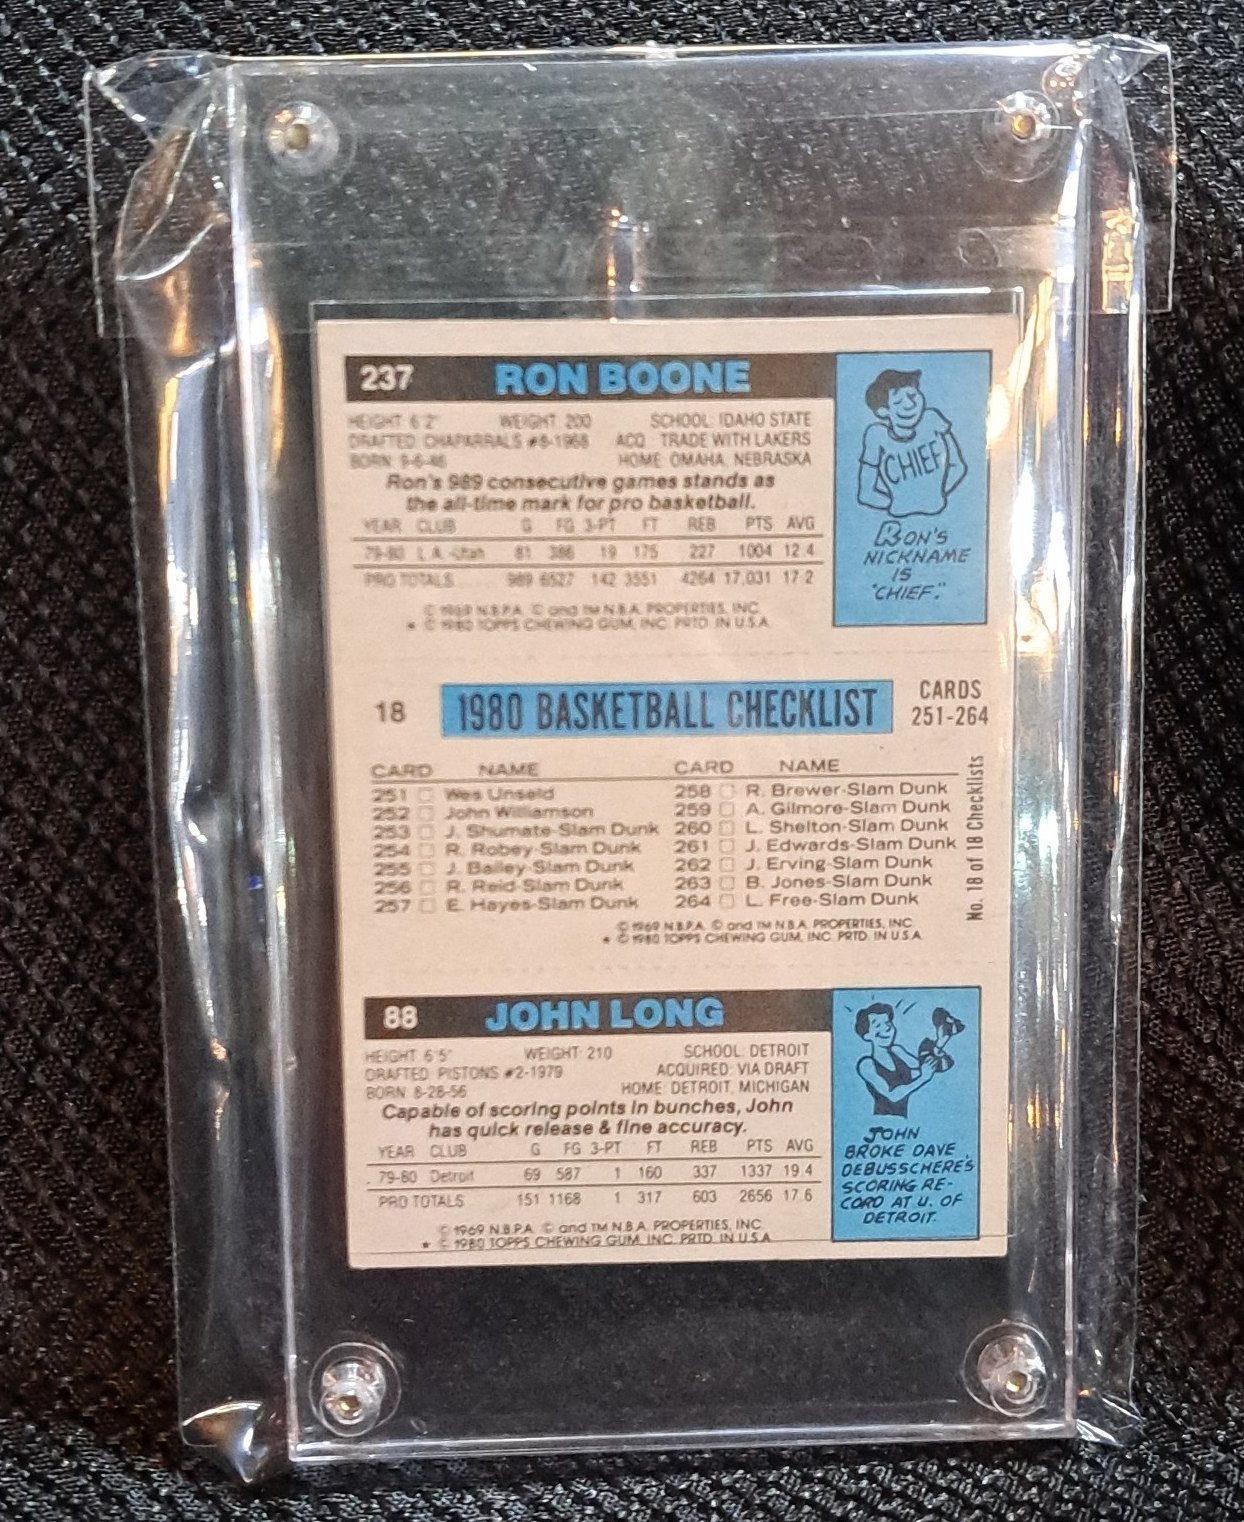 237 RON BOONE
HEIGHT 6'2" WEIGHT 200 SCHOOL: IDAHO STATE
DRAFTED: CHAPARRALS #8-1968 ACQ: TRADE WITH LAKERS
BORN 9-6-46 HOME: OMAHA, NEBRASKA
Ron's 989 consecutive games stands as
the all-time mark for pro basketball.
YEAR CLUB G FG 3-PT FT REB PTS AVG
79-80 L.A.-Utah 81 386 19 175 227 1004 12.4
PRO TOTALS 989 6527 142 3551 4264 17,031 17.2
© 1969 N.B.P.A. © and TM N.B.A. PROPERTIES, INC.
* © 1980 TOPPS CHEWING GUM, INC. PRTD. IN U.S.A.
CHIEF
RON'S
NICKNAME
IS
"CHIEF."
18 1980 BASKETBALL CHECKLIST CARDS
251-264
CARD NAME
251 Wes Unseld
252 John Williamson
253 J. Shumate-Slam Dunk
254 R. Robey-Slam Dunk
255 J. Bailey-Slam Dunk
256 R. Reid-Slam Dunk
257 E. Hayes-Slam Dunk
CARD NAME
258 R. Brewer-Slam Dunk
259 A. Gilmore-Slam Dunk
260 L. Shelton-Slam Dunk
261 J. Edwards-Slam Dunk
262 J. Erving-Slam Dunk
263 B. Jones-Slam Dunk
264 L. Free-Slam Dunk
No. 18 of 18 Checklists
© 1969 N.B.P.A. © and TM N.B.A. PROPERTIES, INC.
* © 1980 TOPPS CHEWING GUM, INC. PRTD. IN U.S.A.
88 JOHN LONG
HEIGHT 6'5" WEIGHT: 210 SCHOOL: DETROIT
DRAFTED: PISTONS #2-1979 ACQUIRED: VIA DRAFT
BORN 8-28-56 HOME: DETROIT, MICHIGAN
Capable of scoring points in bunches, John
has quick release & fine accuracy.
YEAR CLUB G FG 3-PT FT REB PTS AVG
79-80 Detroit 69 587 1 160 337 1337 19.4
PRO TOTALS 151 1168 1 317 603 2656 17.6
© 1969 N.B.P.A. © and TM N.B.A. PROPERTIES, INC.
* © 1980 TOPPS CHEWING GUM, INC. PRTD. IN U.S.A.
JOHN
BROKE DAVE
DEBUSSCHERE'S
SCORING RE-
CORD AT U. OF
DETROIT.